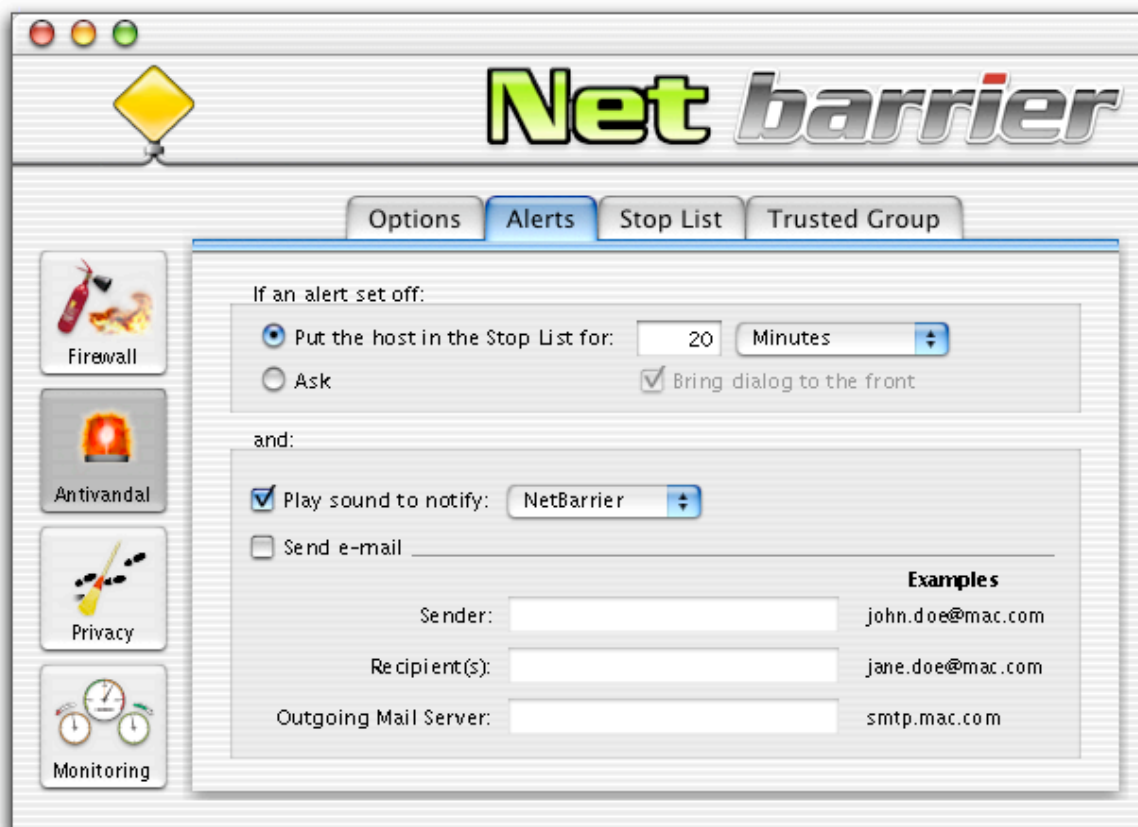 Net barrier
Options Alerts Stop List Trusted Group
If an alert set off:
Put the host in the Stop List for: 20 Minutes
Ask Bring dialog to the front
and:
Play sound to notify: NetBarrier
Send e-mail
Examples
Sender: john.doe@mac.com
Recipient(s): jane.doe@mac.com
Outgoing Mail Server: smtp.mac.com
Firewall
Antivandal
Privacy
Monitoring